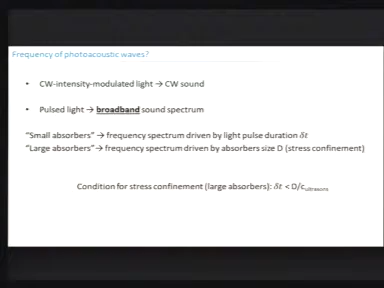 Frequency of photoacoustic waves?
• CW-intensity-modulated light → CW sound
• Pulsed light → broadband sound spectrum
"Small absorbers" → frequency spectrum driven by light pulse duration δt
"Large absorbers" → frequency spectrum driven by absorbers size D (stress confinement)
Condition for stress confinement (large absorbers): δt < D/c_ultrasons